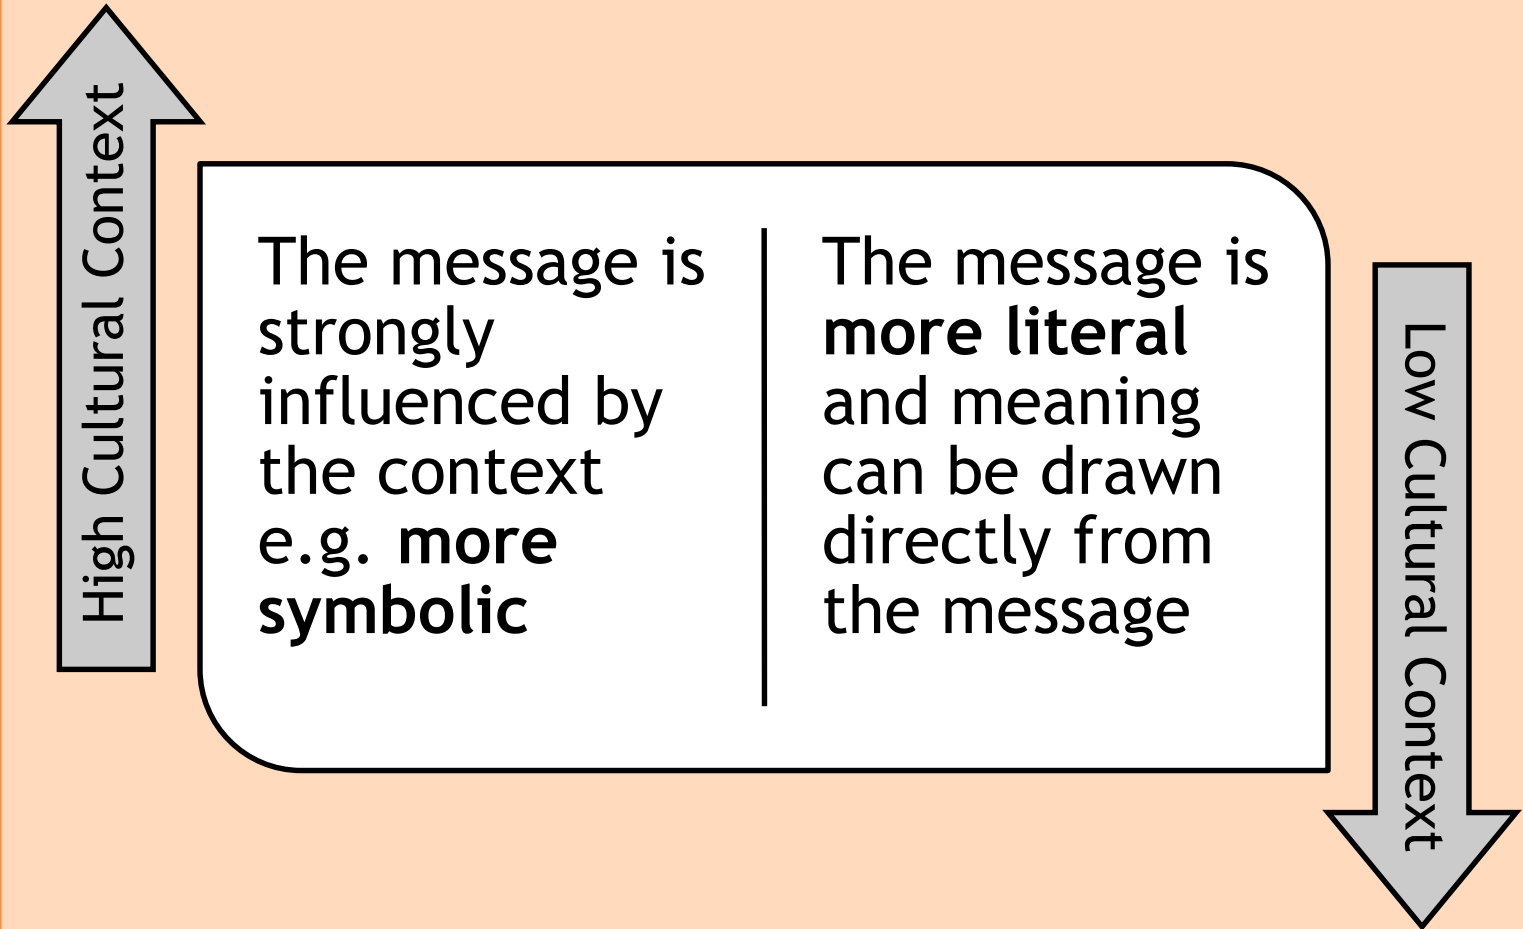 High Cultural Context
The message is
strongly
influenced by
the context
e.g. more
symbolic
The message is
more literal
and meaning
can be drawn
directly from
the message
Low Cultural Context